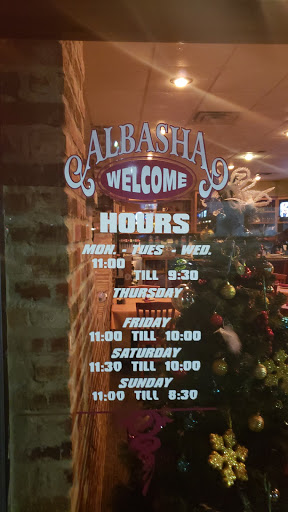 ALBASHA
WELCOME
HOURS
MON. - TUES - WED.
11:00
TILL 9:30
THURSDAY
FRIDAY
11:00 TILL 10:00
SATURDAY
11:30 TILL 10:00
SUNDAY
11:00 TILL 8:30